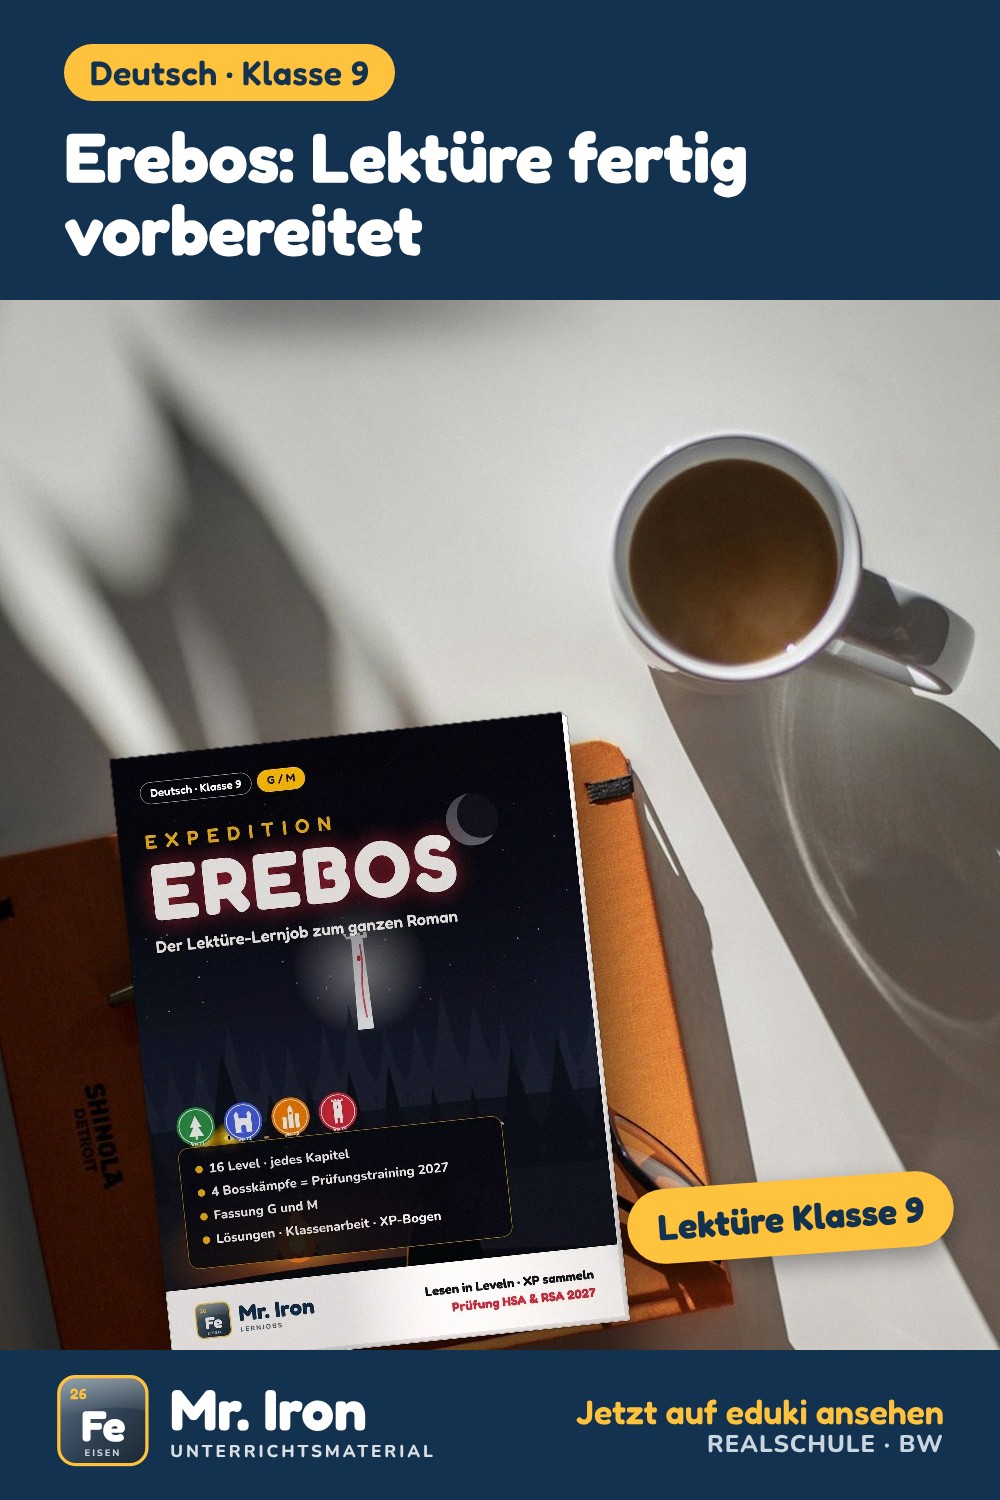 Deutsch · Klasse 9
Erebos: Lektüre fertig
vorbereitet
Deutsch · Klasse 9
G / M
EXPEDITION
EREBOS
Der Lektüre-Lernjob zum ganzen Roman
16 Level · jedes Kapitel
4 Bosskämpfe = Prüfungstraining 2027
Fassung G und M
Lösungen · Klassenarbeit · XP-Bogen
26
Fe
Mr. Iron
LERNJOBS
Lesen in Leveln · XP sammeln
Prüfung HSA & RSA 2027
SHINOLA
DETROIT
Lektüre Klasse 9
26
Fe
EISEN
Mr. Iron
UNTERRICHTSMATERIAL
Jetzt auf eduki ansehen
REALSCHULE · BW